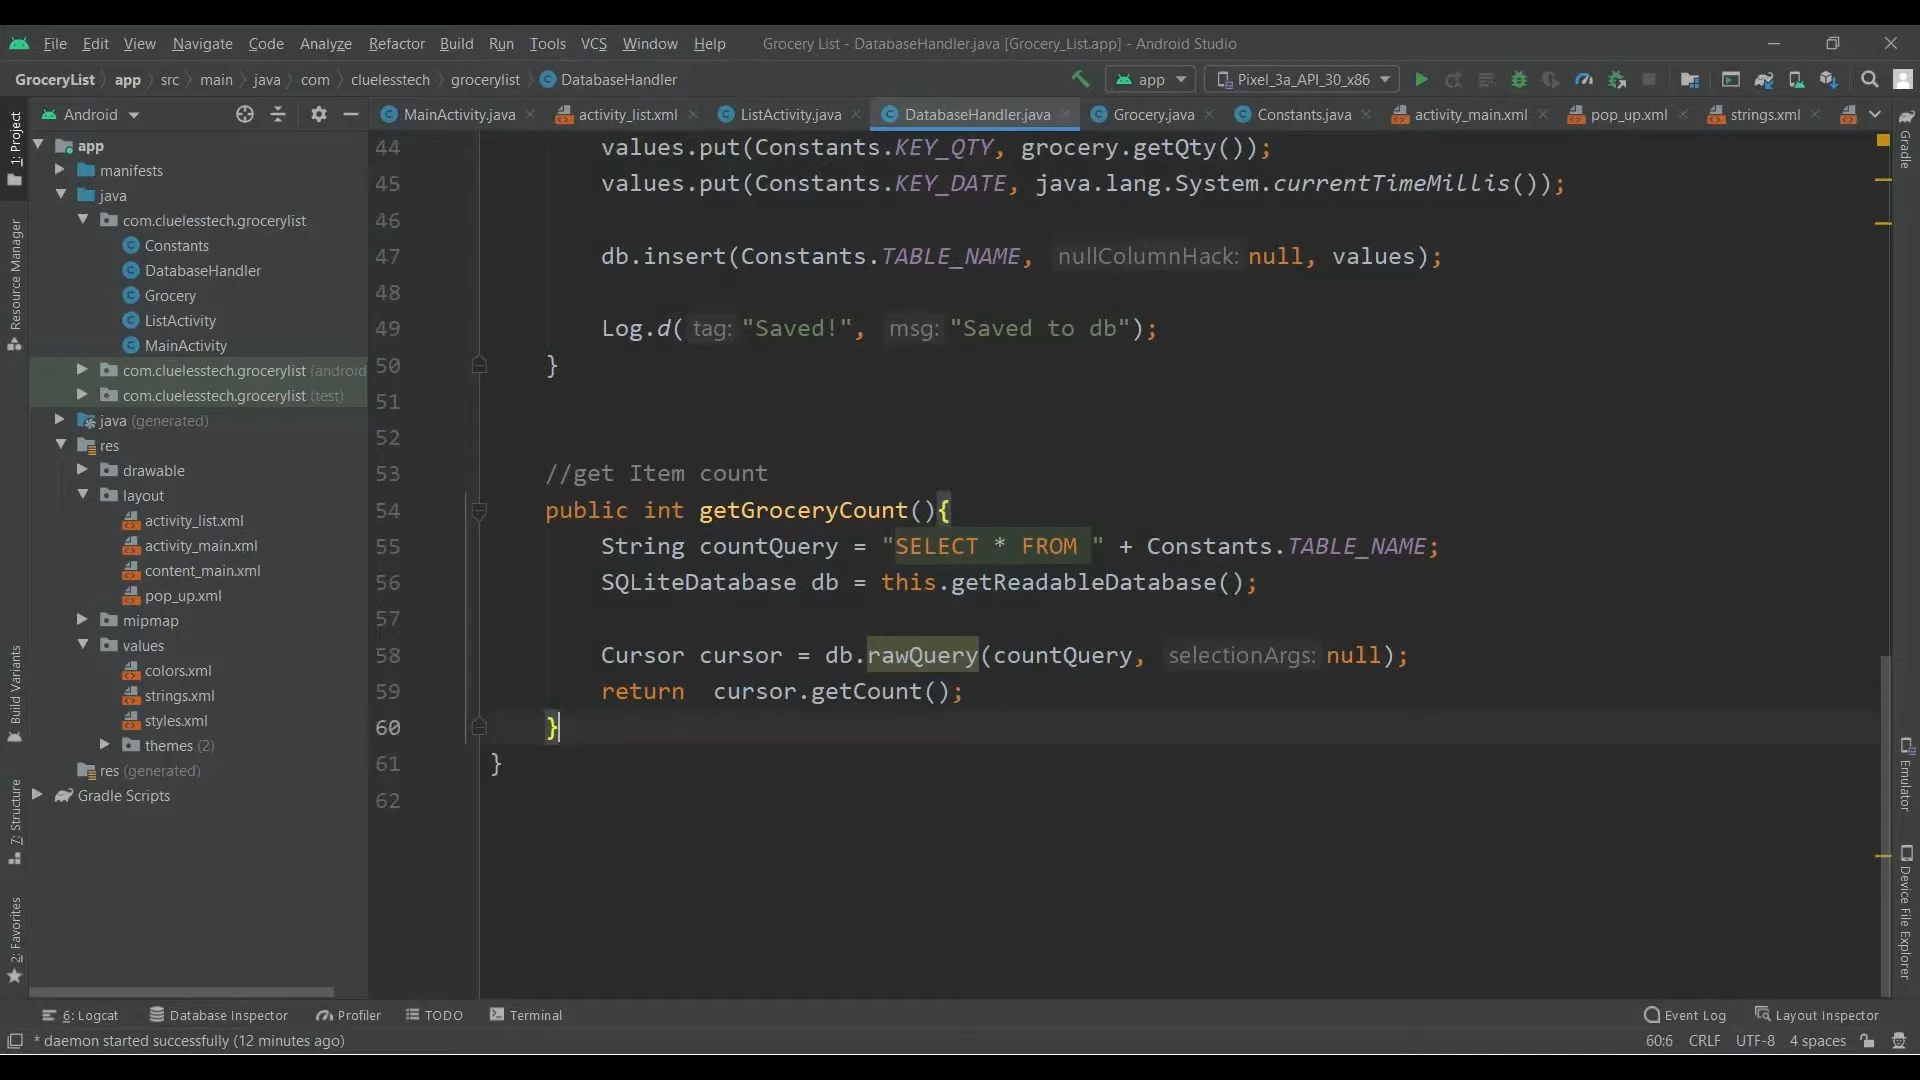 File Edit View Navigate Code Analyze Refactor Build Run Tools VCS Window Help Grocery List - DatabaseHandler.java [Grocery_List.app] - Android Studio
GroceryList app src main java com cluelesstech grocerylist DatabaseHandler app Pixel_3a_API_30_x86
Android MainActivity.java activity_list.xml ListActivity.java DatabaseHandler.java Grocery.java Constants.java activity_main.xml pop_up.xml strings.xml
1: Project
Resource Manager
Build Variants
7: Structure
2: Favorites
app
manifests
java
com.cluelesstech.grocerylist
Constants
DatabaseHandler
Grocery
ListActivity
MainActivity
com.cluelesstech.grocerylist (android
com.cluelesstech.grocerylist (test)
java (generated)
res
drawable
layout
activity_list.xml
activity_main.xml
content_main.xml
pop_up.xml
mipmap
values
colors.xml
strings.xml
styles.xml
themes (2)
res (generated)
Gradle Scripts
44 values.put(Constants.KEY_QTY, grocery.getQty());
45 values.put(Constants.KEY_DATE, java.lang.System.currentTimeMillis());
46
47 db.insert(Constants.TABLE_NAME, nullColumnHack: null, values);
48
49 Log.d( tag: "Saved!", msg: "Saved to db");
50 }
51
52
53 //get Item count
54 public int getGroceryCount(){
55 String countQuery = "SELECT * FROM " + Constants.TABLE_NAME;
56 SQLiteDatabase db = this.getReadableDatabase();
57
58 Cursor cursor = db.rawQuery(countQuery, selectionArgs: null);
59 return cursor.getCount();
60 }
61 }
62
Gradle
Emulator
Device File Explorer
6: Logcat Database Inspector Profiler TODO Terminal Event Log Layout Inspector
* daemon started successfully (12 minutes ago) 60:6 CRLF UTF-8 4 spaces